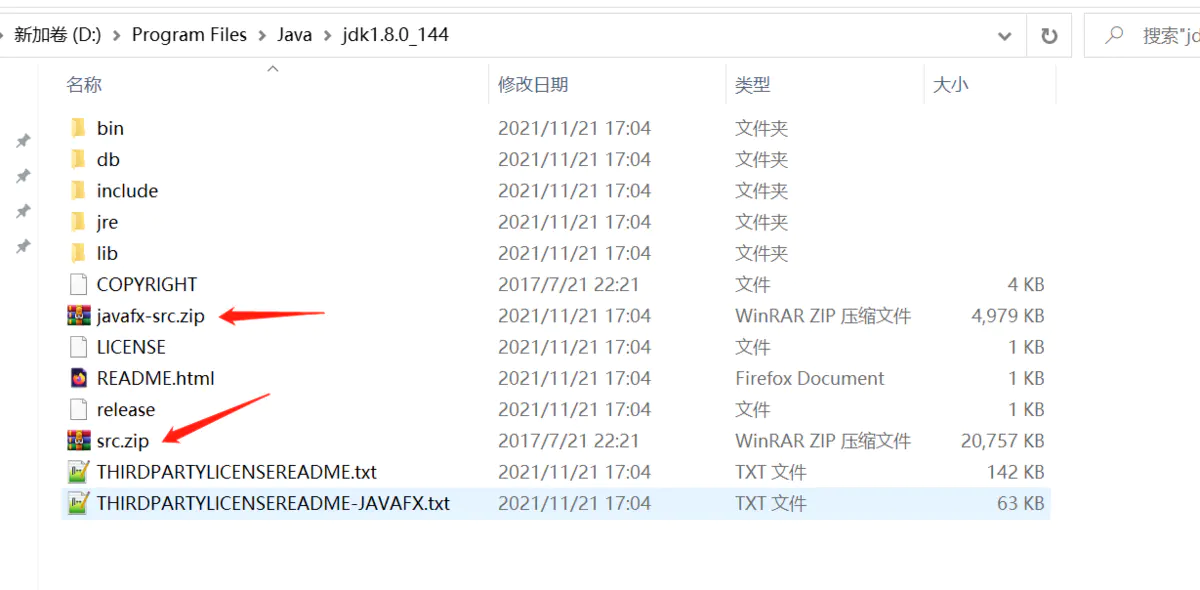 新加卷 (D:) > Program Files > Java > jdk1.8.0_144 搜索"jd
名称 修改日期 类型 大小
bin 2021/11/21 17:04 文件夹
db 2021/11/21 17:04 文件夹
include 2021/11/21 17:04 文件夹
jre 2021/11/21 17:04 文件夹
lib 2021/11/21 17:04 文件夹
COPYRIGHT 2017/7/21 22:21 文件 4 KB
javafx-src.zip 2021/11/21 17:04 WinRAR ZIP 压缩文件 4,979 KB
LICENSE 2021/11/21 17:04 文件 1 KB
README.html 2021/11/21 17:04 Firefox Document 1 KB
release 2021/11/21 17:04 文件 1 KB
src.zip 2017/7/21 22:21 WinRAR ZIP 压缩文件 20,757 KB
THIRDPARTYLICENSEREADME.txt 2021/11/21 17:04 TXT 文件 142 KB
THIRDPARTYLICENSEREADME-JAVAFX.txt 2021/11/21 17:04 TXT 文件 63 KB